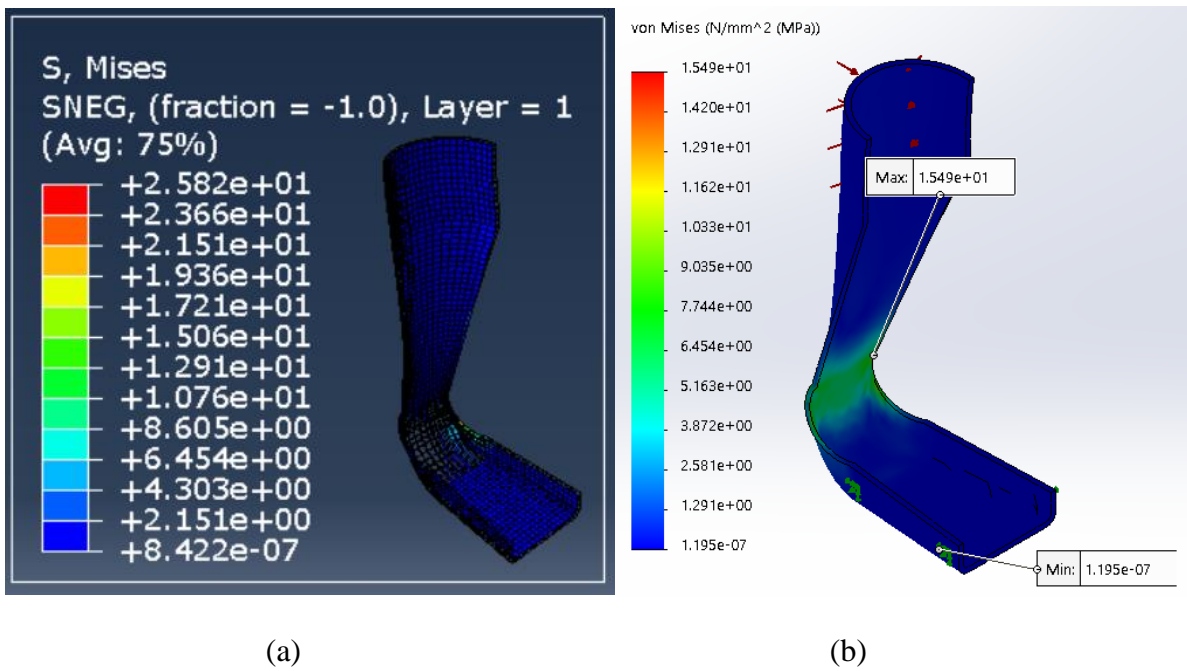 S, Mises
SNEG, (fraction = -1.0), Layer = 1
(Avg: 75%)
+2.582e+01
+2.366e+01
+2.151e+01
+1.936e+01
+1.721e+01
+1.506e+01
+1.291e+01
+1.076e+01
+8.605e+00
+6.454e+00
+4.303e+00
+2.151e+00
+8.422e-07
von Mises (N/mm^2 (MPa))
1.549e+01
1.420e+01
1.291e+01
1.162e+01
1.033e+01
9.035e+00
7.744e+00
6.454e+00
5.163e+00
3.872e+00
2.581e+00
1.291e+00
1.195e-07
Max: 1.549e+01
Min: 1.195e-07
(a)
(b)